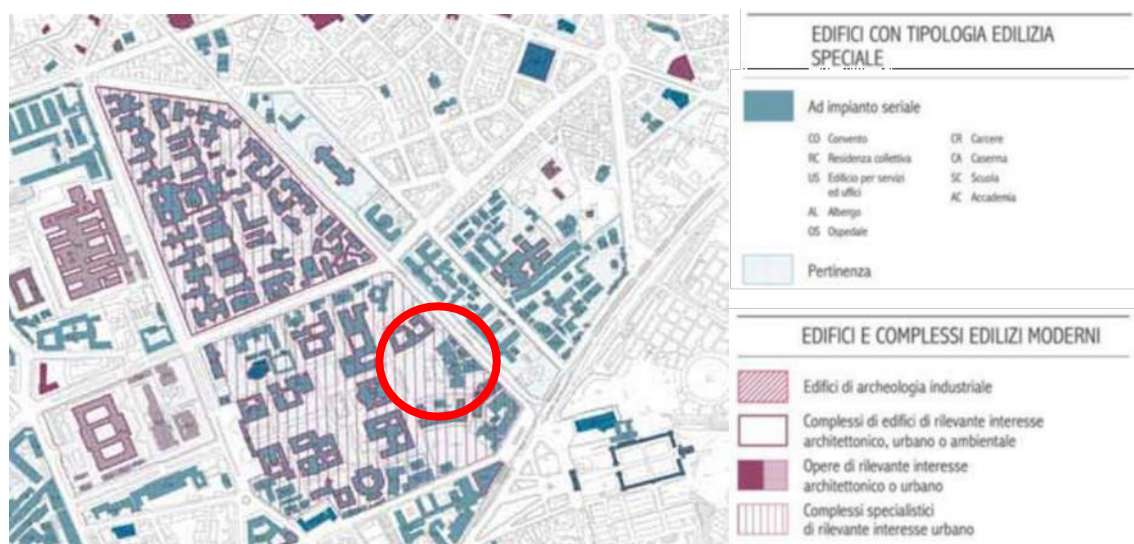 EDIFICI CON TIPOLOGIA EDILIZIA
SPECIALE
Ad impianto seriale
CO Convento
RC Residenza collettiva
US Edificio per servizi
ed uffici
AL Albergo
OS Ospedale
CR Carcere
CA Caserma
SC Scuola
AC Accademia
Pertinenza
EDIFICI E COMPLESSI EDILIZI MODERNI
Edifici di archeologia industriale
Complessi di edifici di rilevante interesse
architettonico, urbano o ambientale
Opere di rilevante interesse
architettonico o urbano
Complessi specialistici
di rilevante interesse urbano